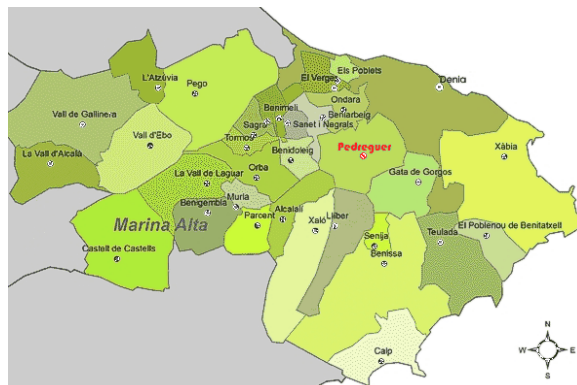 L'Atzúvia
Pego
El Verger
Els Poblets
Denia
Vall de Gallinera
Ondara
Benimeli
Beniarbeig
Sanet i Negrals
Sagra
Vall d'Ebo
Tormos
Pedreguer
Xàbia
La Vall d'Alcalà
Benidoleig
La Vall de Laguar
Orba
Gata de Gorgos
Murla
Benigembla
Alcalalí
Marina Alta
Parcent
Xaló
Llíber
Senija
Teulada
El Poblenou de Benitatxell
Castell de Castells
Benissa
Calp
N
W
E
S